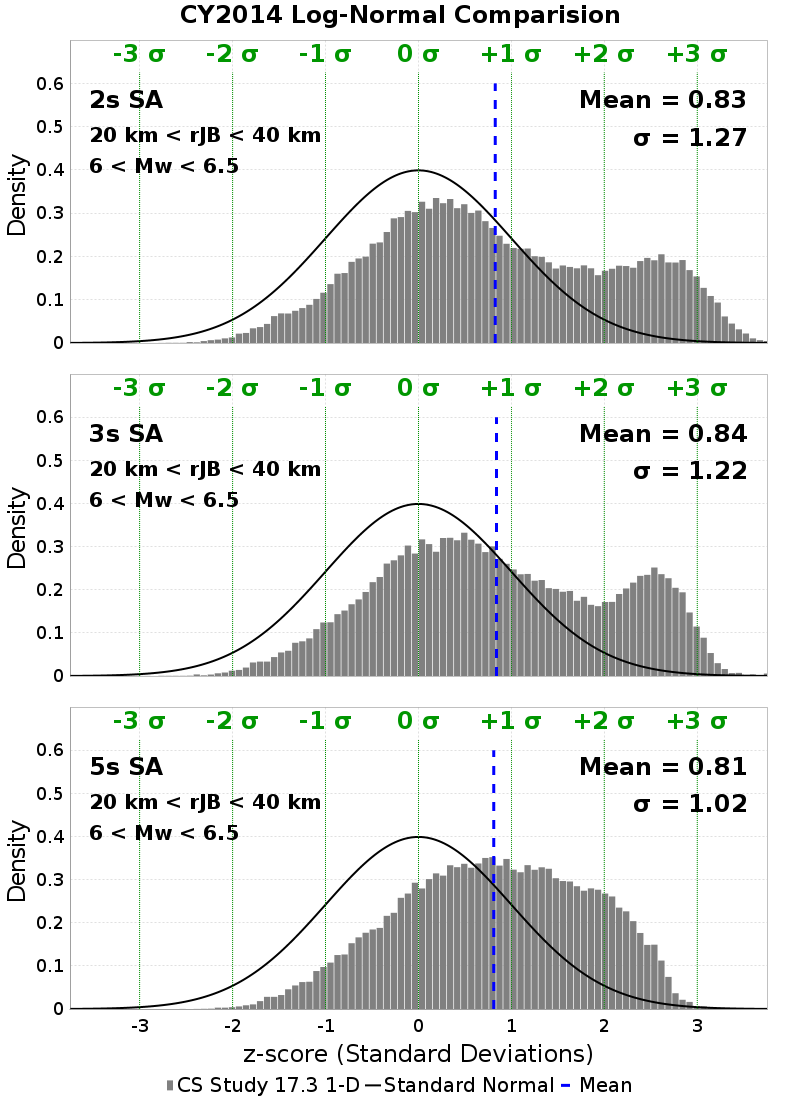 CY2014 Log-Normal Comparision
-3 σ -2 σ -1 σ 0 σ +1 σ +2 σ +3 σ
0.6
2s SA Mean = 0.83
0.5
20 km < rJB < 40 km σ = 1.27
6 < Mw < 6.5
0.4
0.3
0.2
0.1
0
Density
-3 σ -2 σ -1 σ 0 σ +1 σ +2 σ +3 σ
0.6
3s SA Mean = 0.84
0.5
20 km < rJB < 40 km σ = 1.22
6 < Mw < 6.5
0.4
0.3
0.2
0.1
0
Density
-3 σ -2 σ -1 σ 0 σ +1 σ +2 σ +3 σ
0.6
5s SA Mean = 0.81
0.5
20 km < rJB < 40 km σ = 1.02
6 < Mw < 6.5
0.4
0.3
0.2
0.1
0
Density
-3 -2 -1 0 1 2 3
z-score (Standard Deviations)
CS Study 17.3 1-D Standard Normal Mean